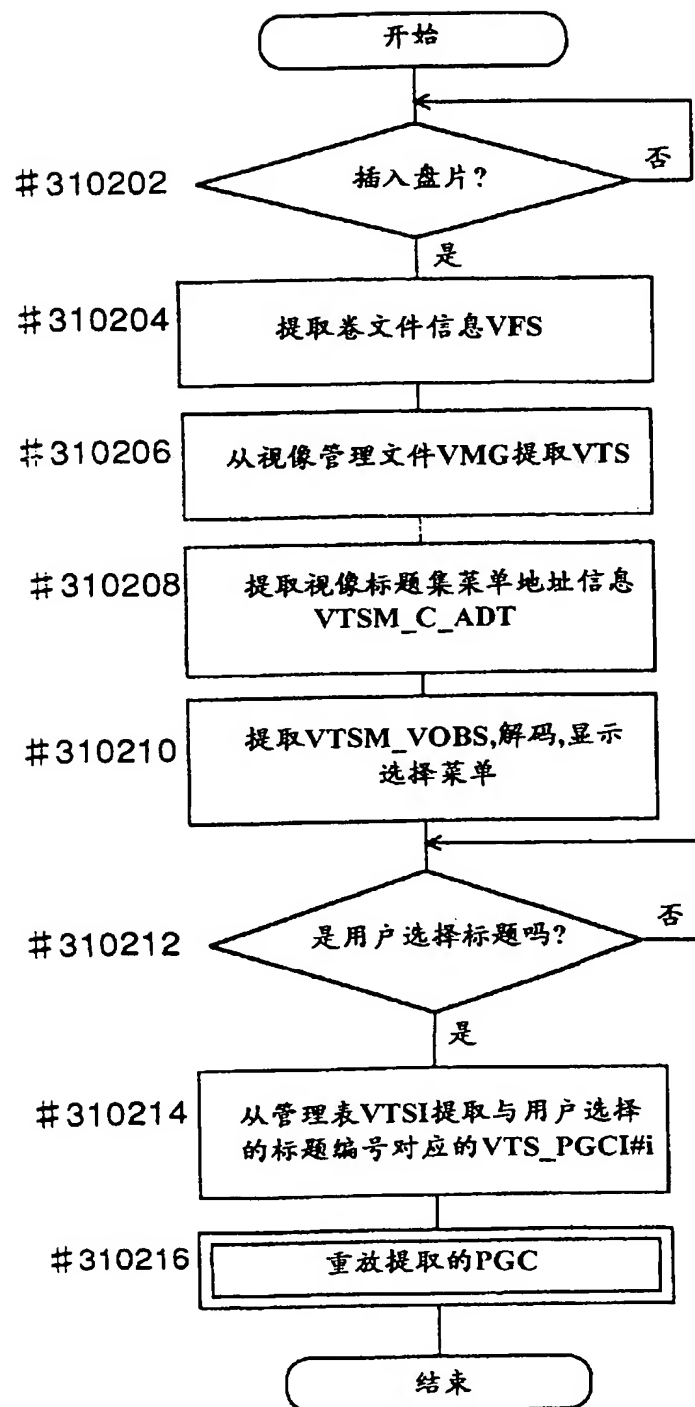 开始
#310202
插入盘片?
否
是
#310204
提取卷文件信息VFS
#310206
从视像管理文件VMG提取VTS
#310208
提取视像标题集菜单地址信息
VTSM_C_ADT
#310210
提取VTSM_VOBS,解码,显示
选择菜单
#310212
是用户选择标题吗?
否
是
#310214
从管理表VTSI提取与用户选择
的标题编号对应的VTS_PGCI#i
#310216
重放提取的PGC
结束